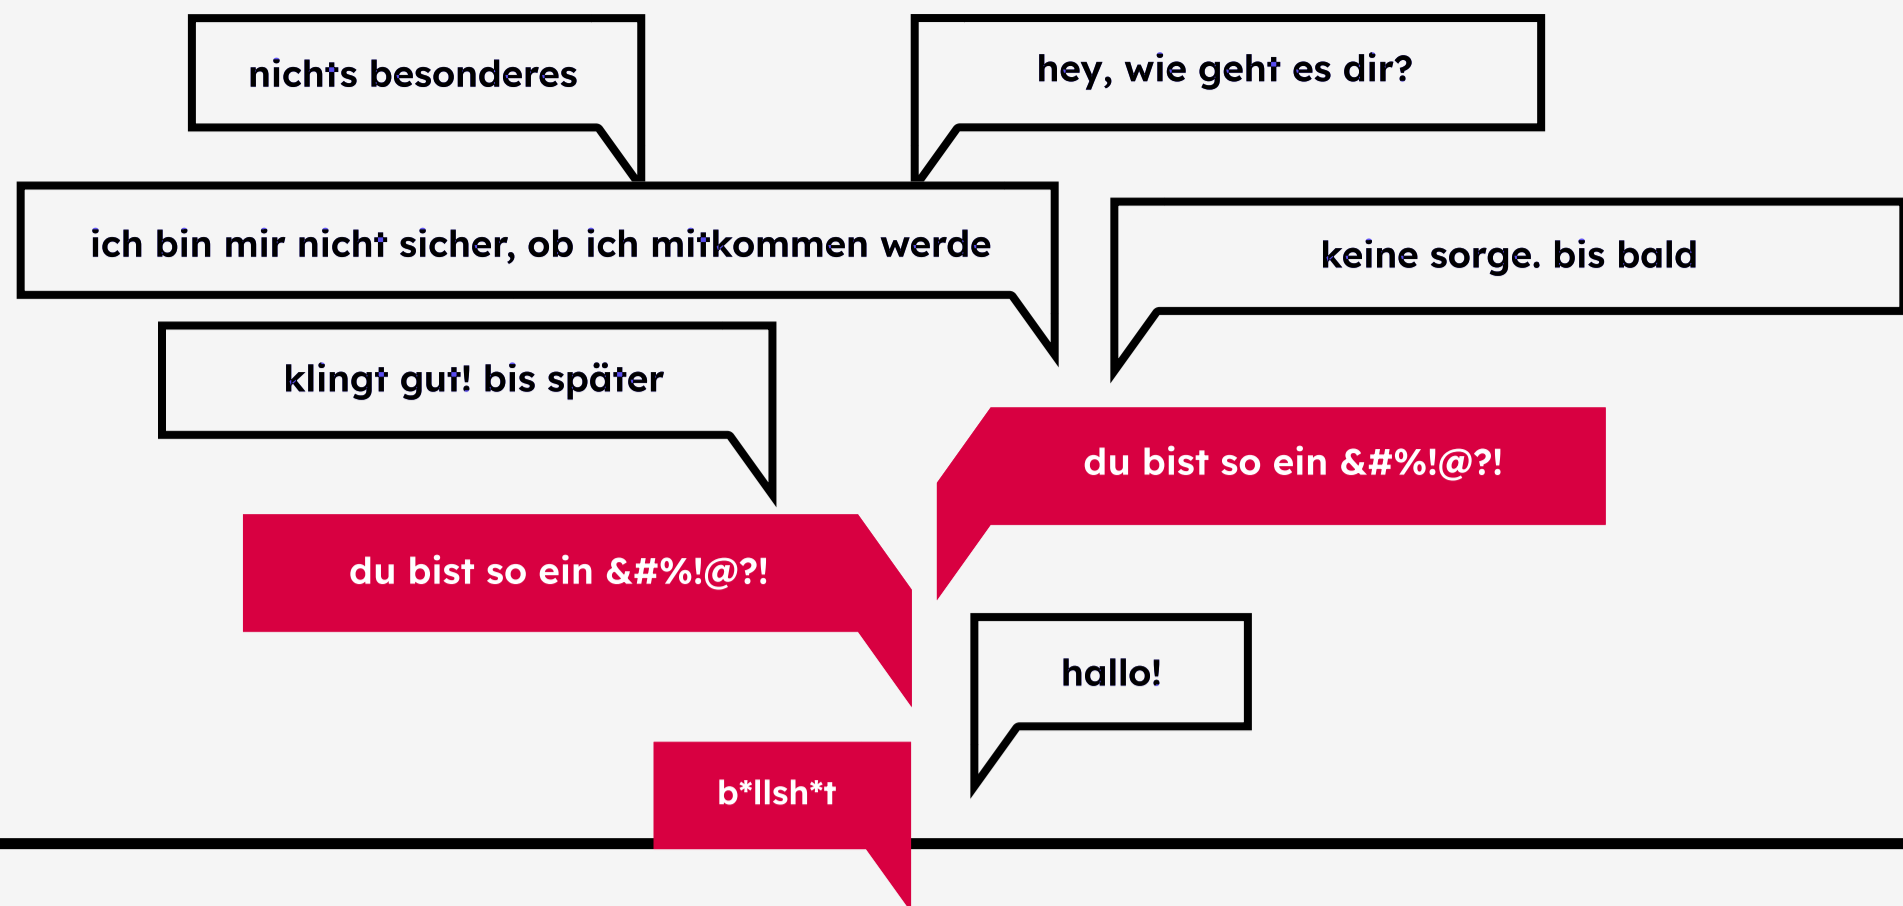 nichts besonderes
hey, wie geht es dir?
ich bin mir nicht sicher, ob ich mitkommen werde
keine sorge. bis bald
klingt gut! bis später
du bist so ein &#%!@?!
du bist so ein &#%!@?!
hallo!
b*llsh*t